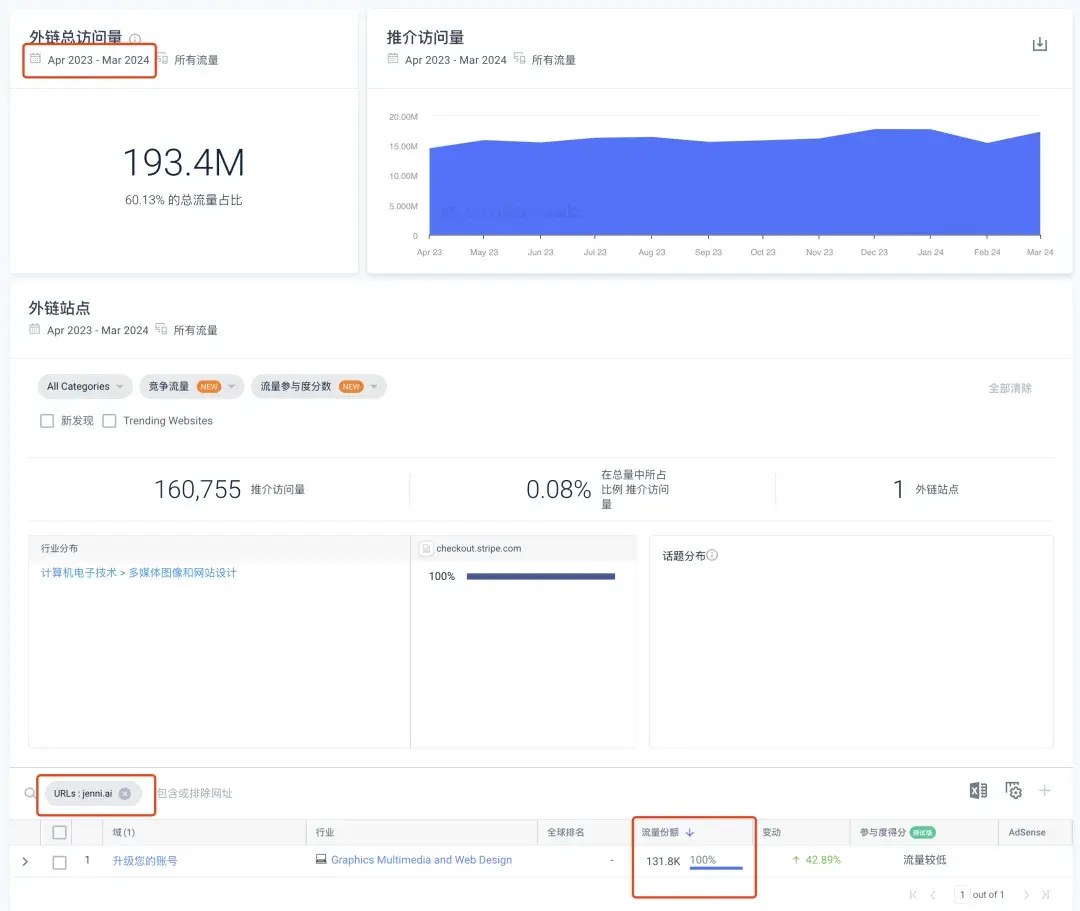 外链总访问量
Apr 2023 - Mar 2024 所有流量
193.4M
60.13% 的总流量占比
推介访问量
Apr 2023 - Mar 2024 所有流量
20.00M
15.00M
10.00M
5.000M
0
Apr 23 May 23 Jun 23 Jul 23 Aug 23 Sep 23 Oct 23 Nov 23 Dec 23 Jan 24 Feb 24 Mar 24
外链站点
Apr 2023 - Mar 2024 所有流量
All Categories 竞争流量 NEW 流量参与度分数 NEW 全部清除
新发现 Trending Websites
160,755 推介访问量
0.08% 在总量中所占
比例 推介访问
量
1 外链站点
行业分布 checkout.stripe.com
计算机电子技术 > 多媒体图像和网站设计
100%
话题分布
URLs : jenni.ai 包含或排除网址
域(1) 行业 全球排名 流量份额 变动 参与度得分 测试版 AdSense
1 升级您的账号 Graphics Multimedia and Web Design - 131.8K 100% 42.89% 流量较低
1 out of 1